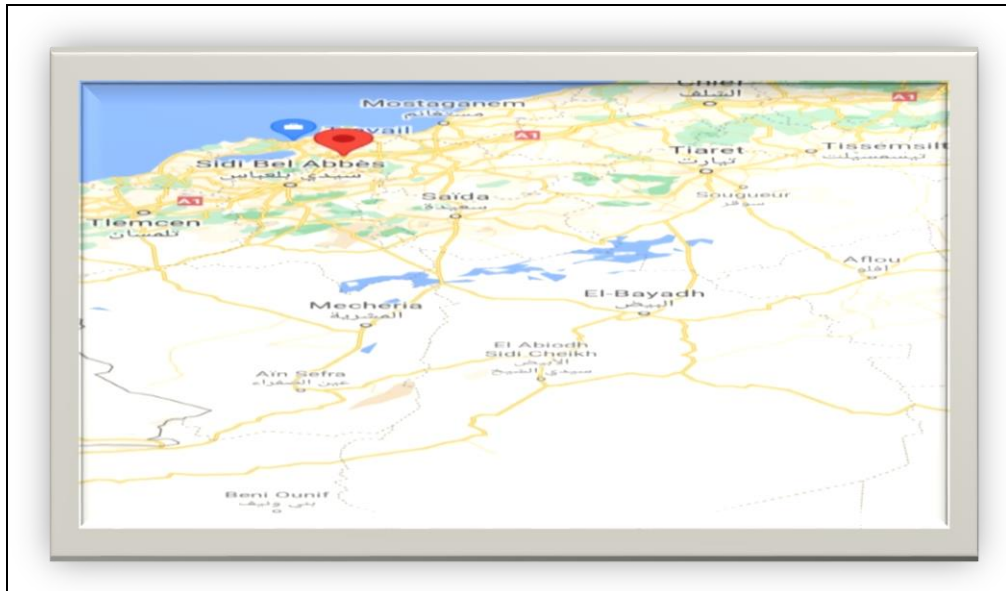 الشلف
A1
Mostaganem
مستغانم
A1
Sidi Bel Abbès
سيدي بلعباس
Tiaret
تيارت
Tissemsilt
تيسمسيلت
Saïda
سعيدة
Sougueur
سوقر
A1
Tlemcen
تلمسان
Aflou
افلو
Mecheria
المشرية
El-Bayadh
البيض
El Abiodh
Sidi Cheikh
الأبيض
سيدي الشيخ
Aïn Sefra
عين الصفراء
Beni Ounif
بني ونيف